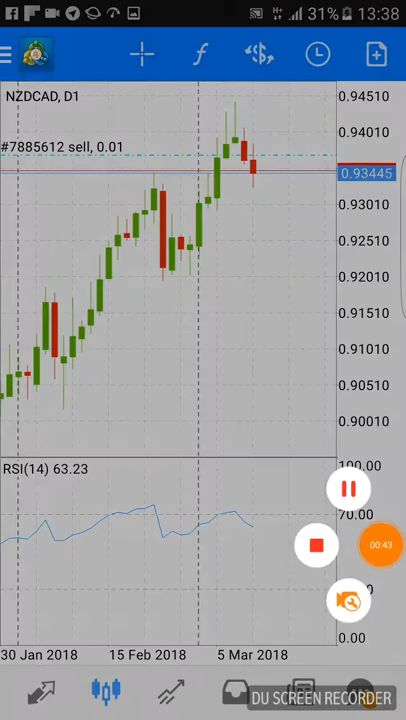 H+ 31% 13:38
NZDCAD, D1
0.94510
0.94010
#7885612 sell, 0.01
0.93445
0.93010
0.92510
0.92010
0.91510
0.91010
0.90510
0.90010
RSI(14) 63.23
100.00
70.00
00:43
0.00
30 Jan 2018 15 Feb 2018 5 Mar 2018
DU SCREEN RECORDER